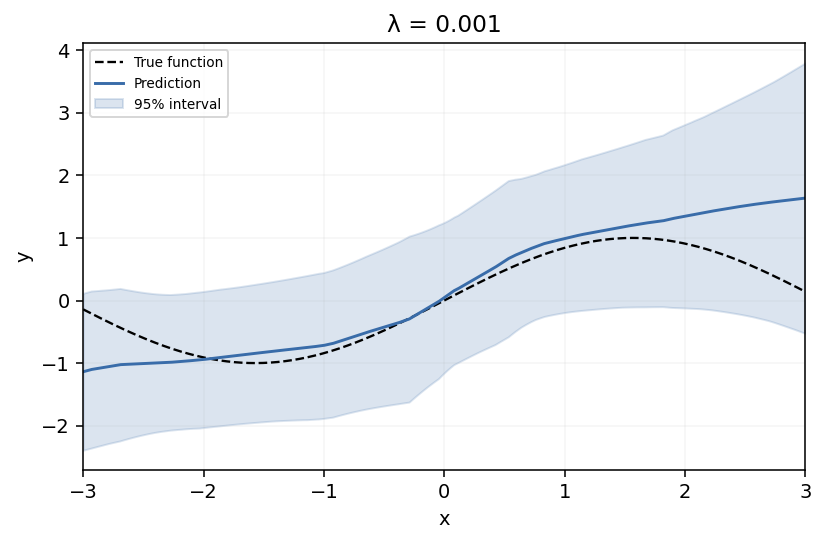 λ = 0.001
True function
Prediction
95% interval
y
4
3
2
1
0
−1
−2
−3 −2 −1 0 1 2 3
x